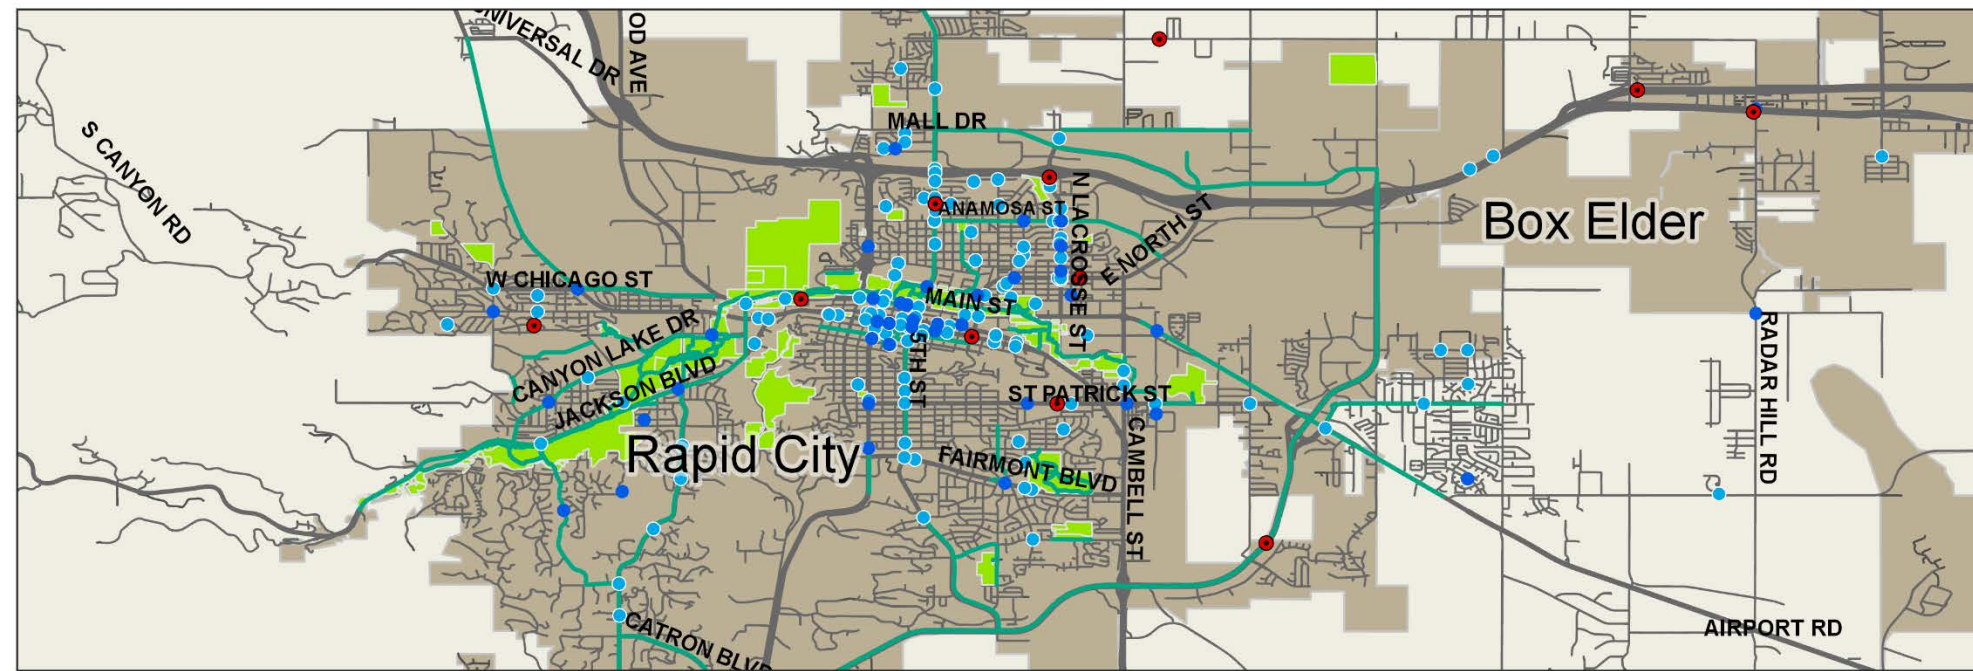 UNIVERSAL DR
OD AVE
MALL DR
S CANYON RD
N LACROSSE ST
ANAMOSA ST
E NORTH ST
Box Elder
W CHICAGO ST
MAIN ST
CANYON LAKE DR
5TH ST
RADAR HILL RD
JACKSON BLVD
ST PATRICK ST
Rapid City
CAMBELL ST
FAIRMONT BLVD
AIRPORT RD
CATRON BLVD